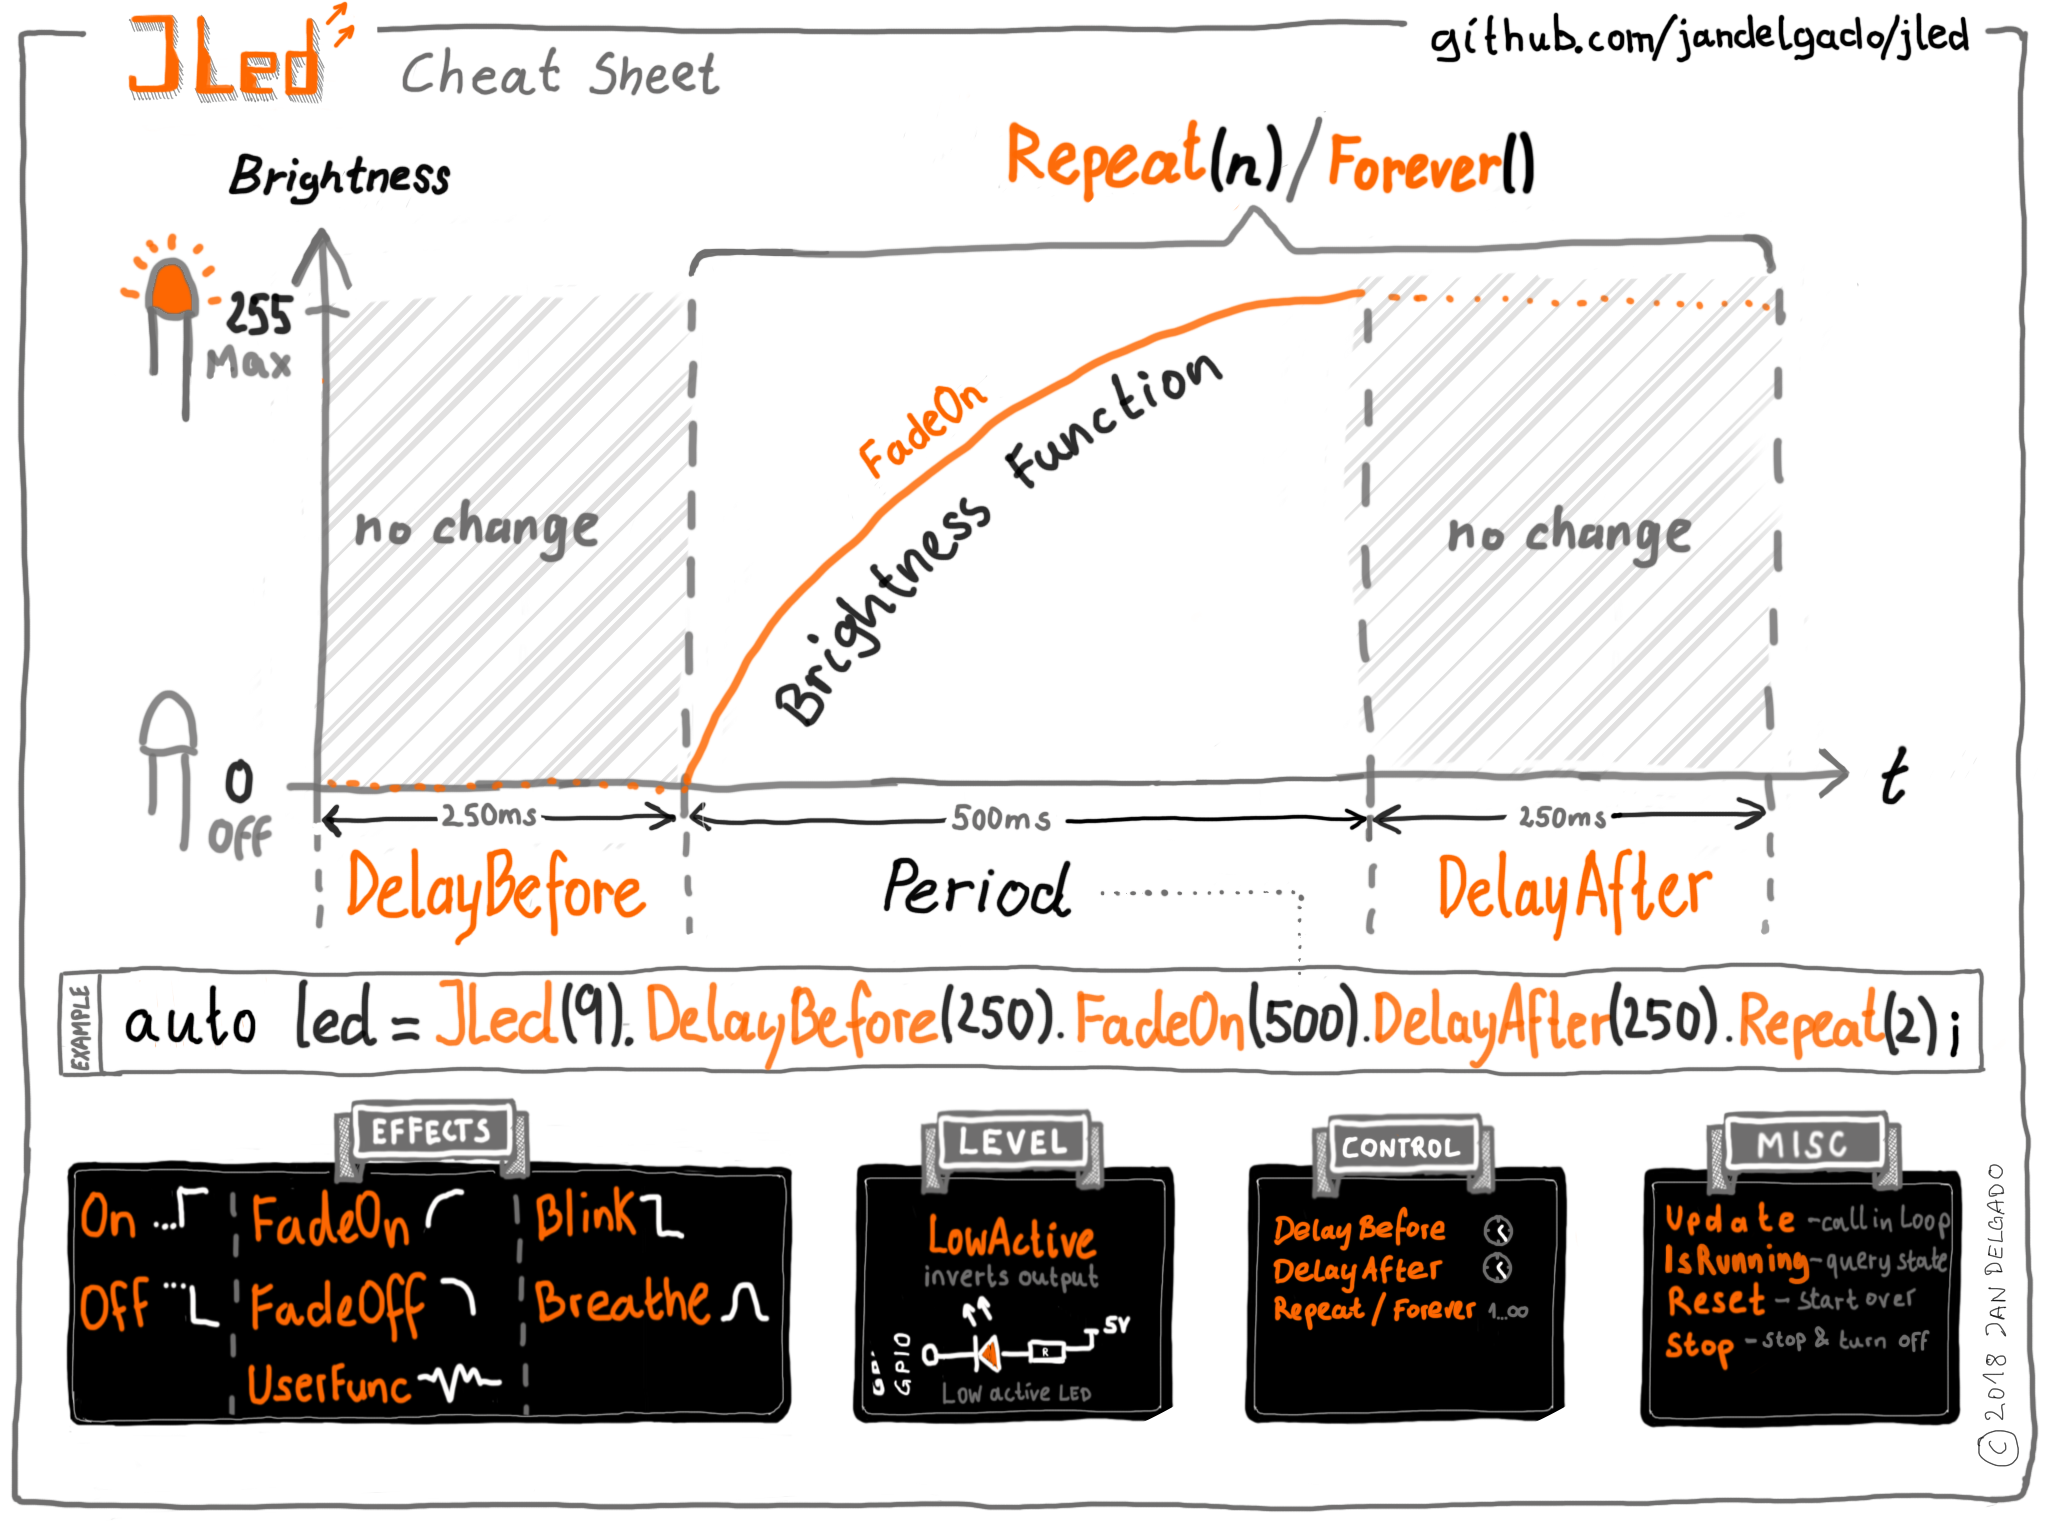 JLed
Cheat Sheet
github.com/jandelgado/jled
Repeat(n)/Forever()
Brightness
255
Max
FadeOn
Brightness Function
no change
no change
0
Off
t
250ms
500ms
250ms
DelayBefore
Period
DelayAfter
EXAMPLE
auto led = JLed(9).DelayBefore(250).FadeOn(500).DelayAfter(250).Repeat(2);
EFFECTS
On
FadeOn
Blink
Off
FadeOff
Breathe
UserFunc
LEVEL
LowActive
inverts output
5V
R
GPIO
Low active LED
CONTROL
DelayBefore
DelayAfter
Repeat / Forever 1...∞
MISC
Update - call in Loop
IsRunning - query state
Reset - start over
Stop - stop & turn off
© 2018 JAN DELGADO